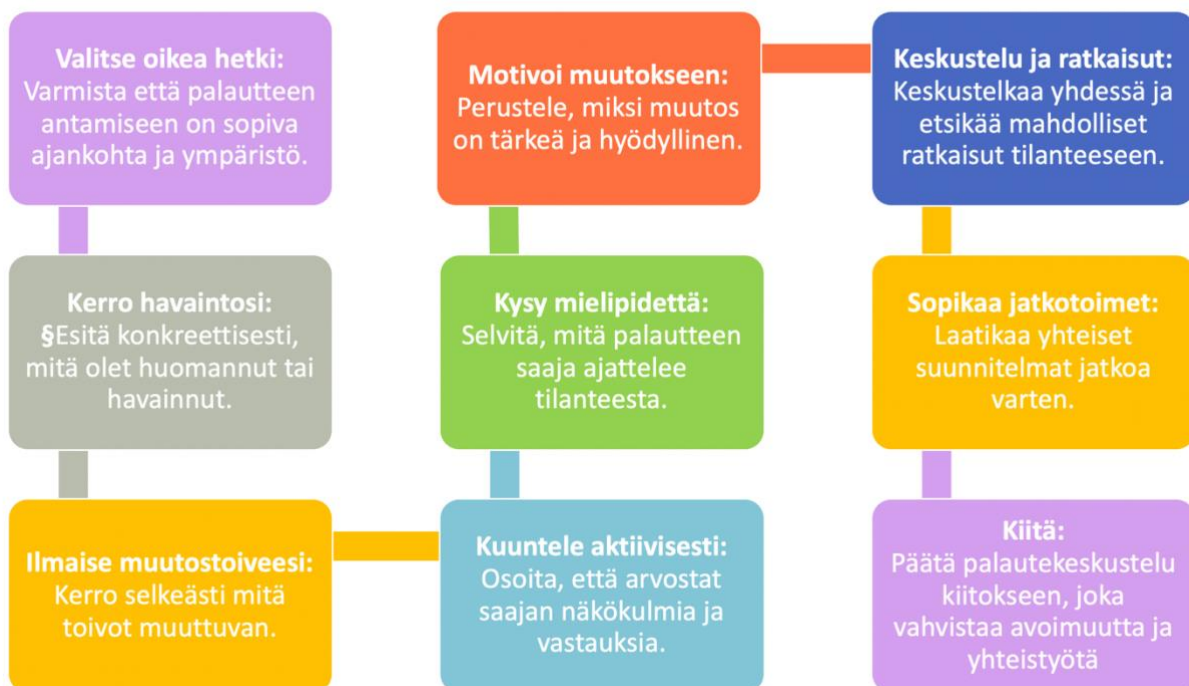 Valitse oikea hetki:
Varmista että palautteen
antamiseen on sopiva
ajankohta ja ympäristö.
Kerro havaintosi:
§Esitä konkreettisesti,
mitä olet huomannut tai
havainnut.
Ilmaise muutostoiveesi:
Kerro selkeästi mitä
toivot muuttuvan.
Kuuntele aktiivisesti:
Osoita, että arvostat
saajan näkökulmia ja
vastauksia.
Kysy mielipidettä:
Selvitä, mitä palautteen
saaja ajattelee
tilanteesta.
Motivoi muutokseen:
Perustele, miksi muutos
on tärkeä ja hyödyllinen.
Keskustelu ja ratkaisut:
Keskustelkaa yhdessä ja
etsikää mahdolliset
ratkaisut tilanteeseen.
Sopikaa jatkotoimet:
Laatikaa yhteiset
suunnitelmat jatkoa
varten.
Kiitä:
Päätä palautekeskustelu
kiitokseen, joka
vahvistaa avoimuutta ja
yhteistyötä